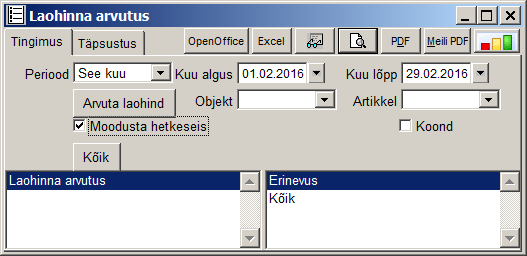 Laohinna arvutus
Tingimus Täpsustus OpenOffice Excel PDF Meili PDF
Periood See kuu Kuu algus 01.02.2016 Kuu lõpp 29.02.2016
Arvuta laohind Objekt Artikkel
Moodusta hetkeseis Koond
Kõik
Laohinna arvutus Erinevus
Kõik